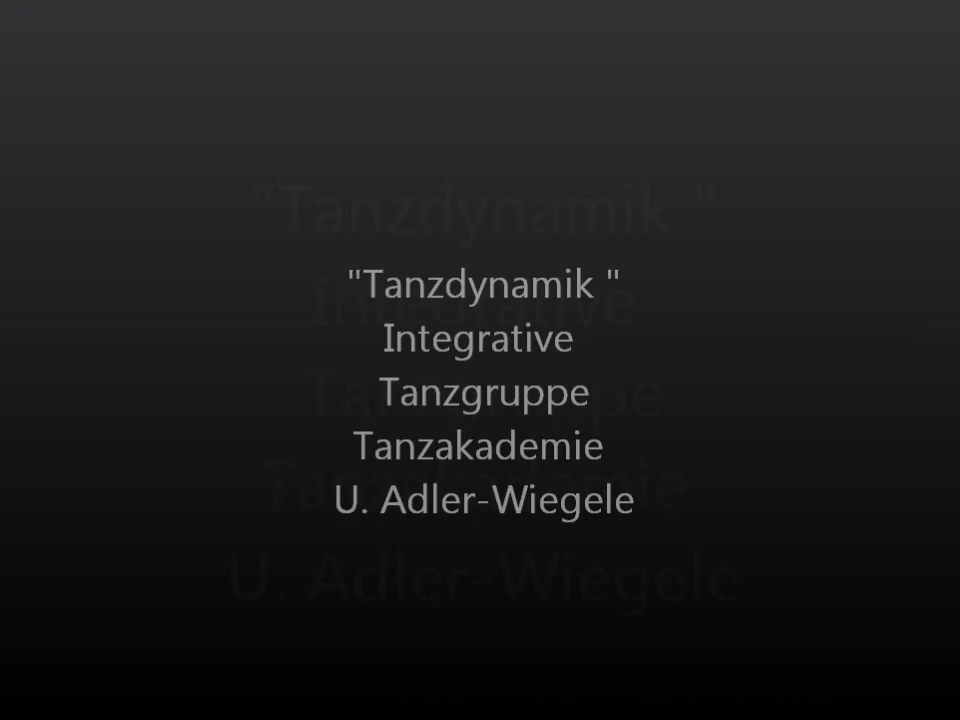 "Tanzdynamik "
Integrative
Tanzgruppe
Tanzakademie
U. Adler-Wiegele